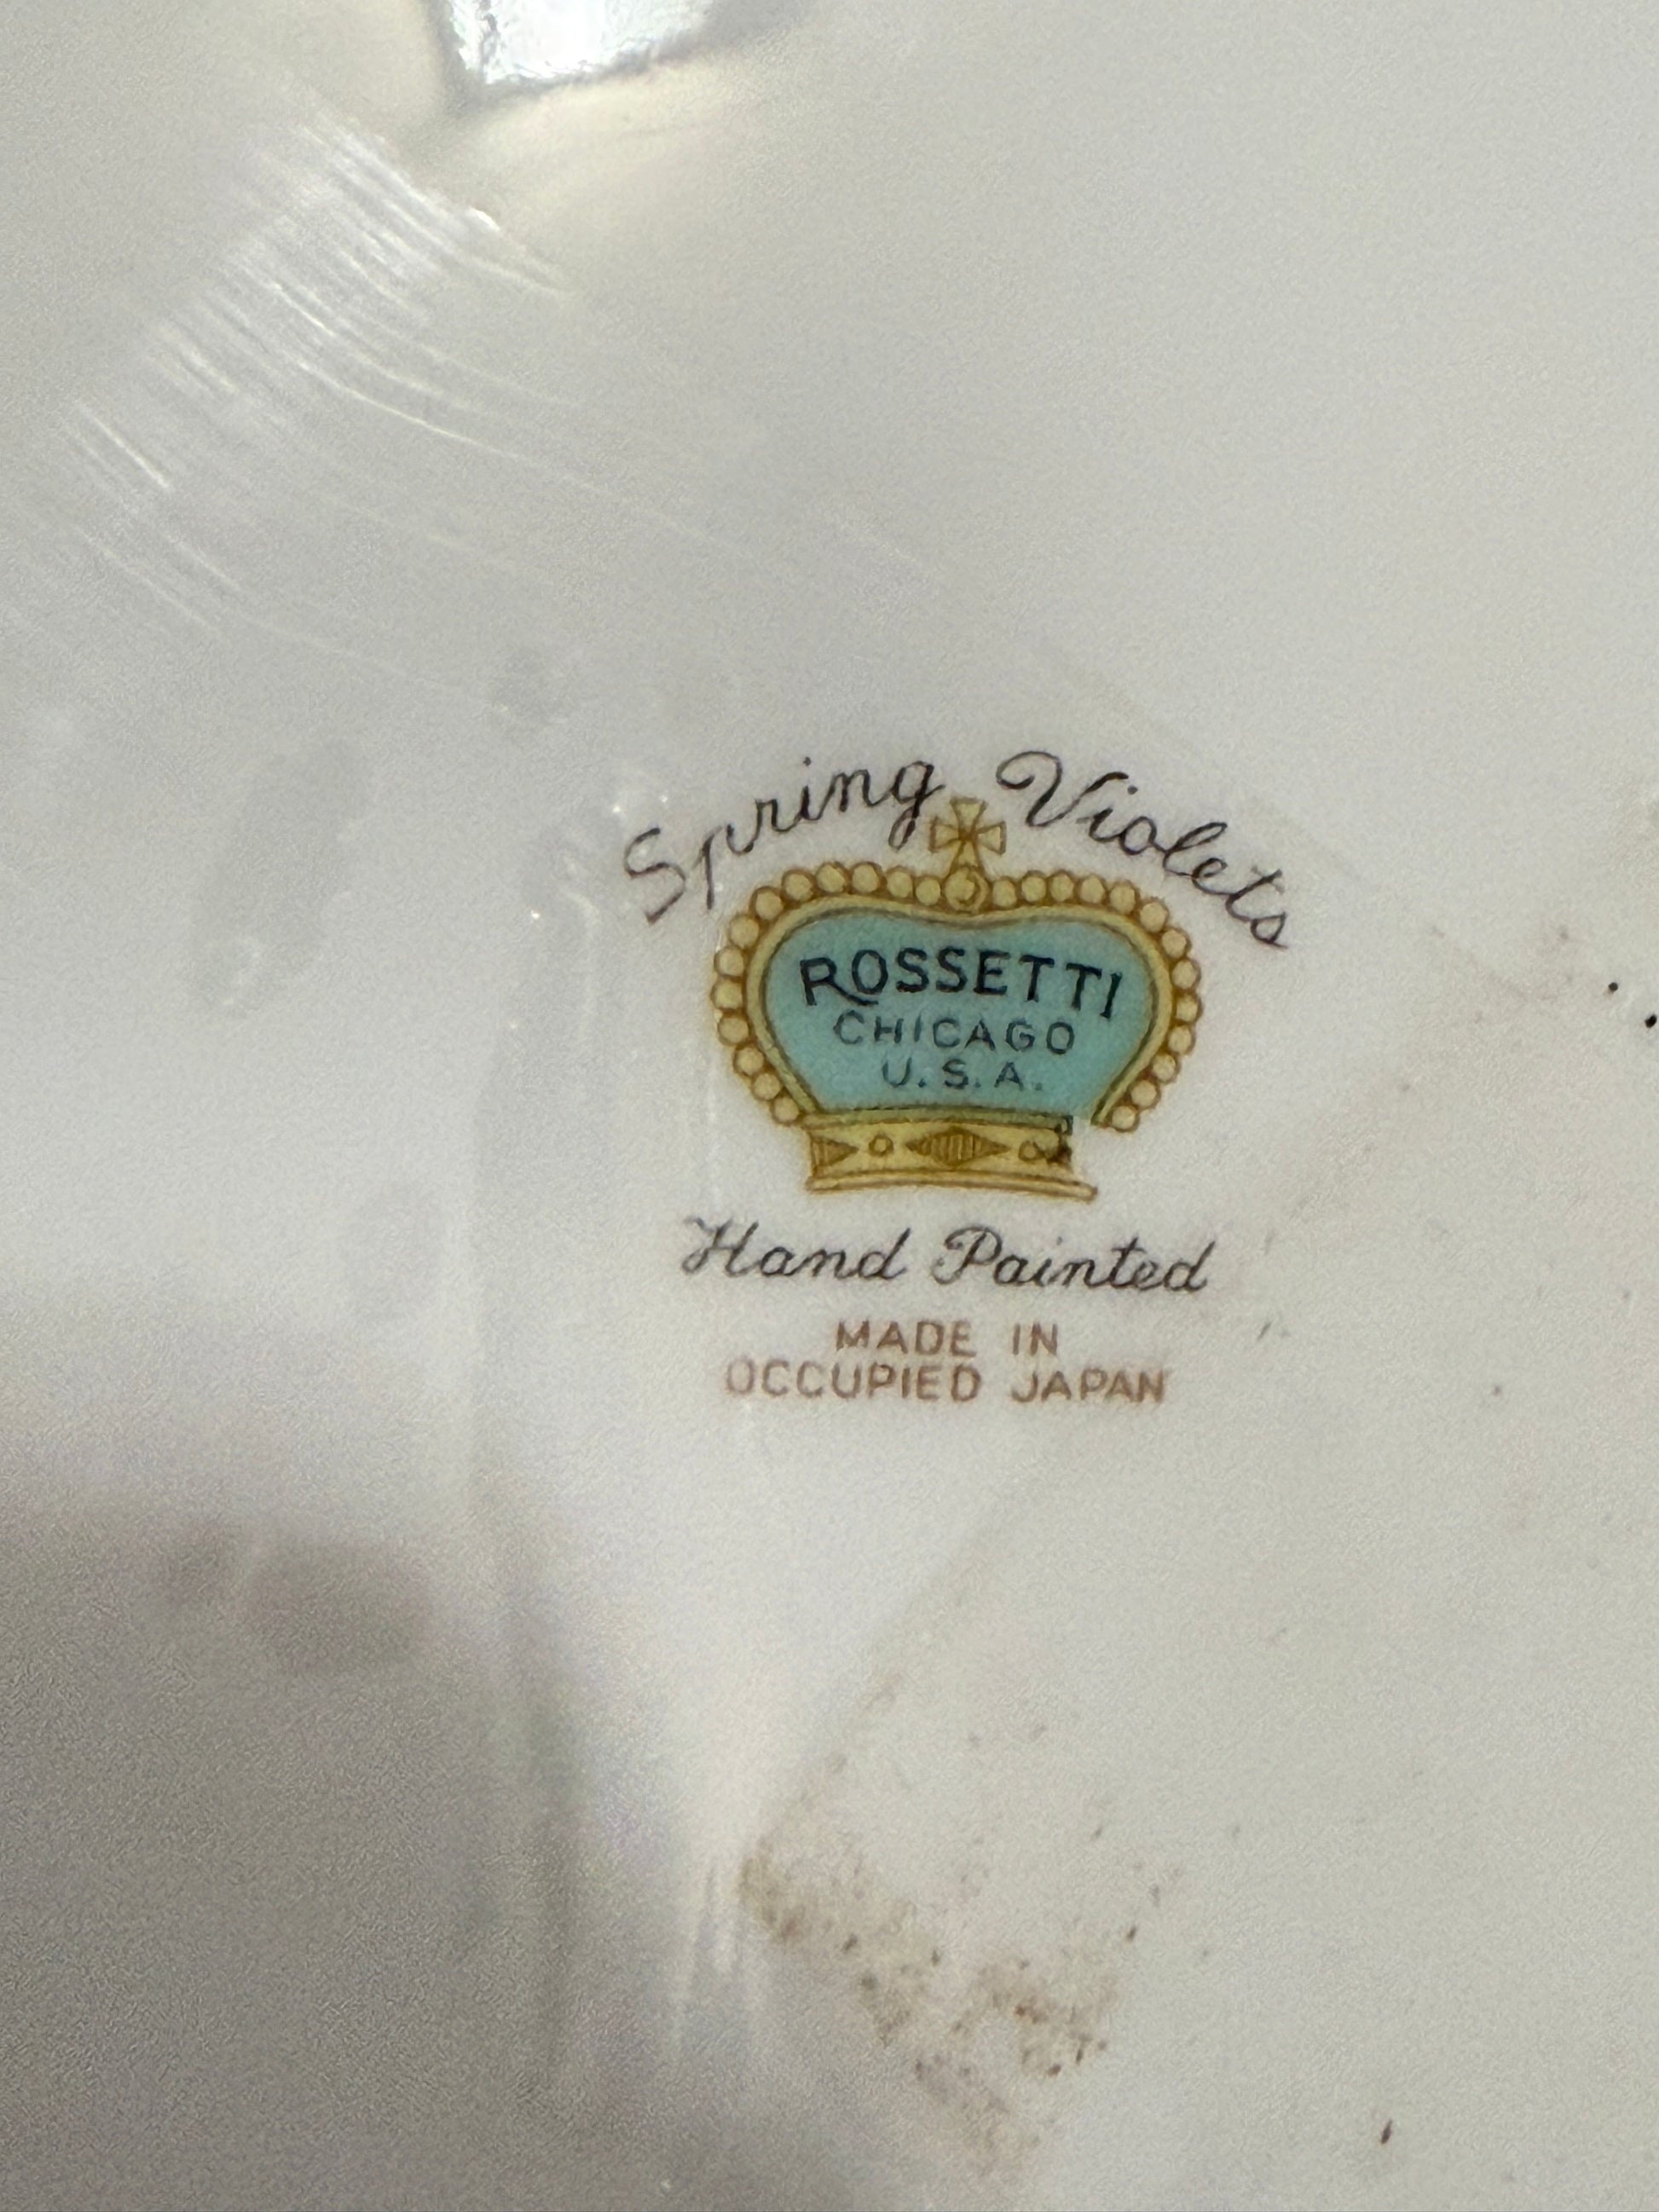 Spring Violets
ROSSETTI
CHICAGO
U.S.A.
Hand Painted
MADE IN
OCCUPIED JAPAN